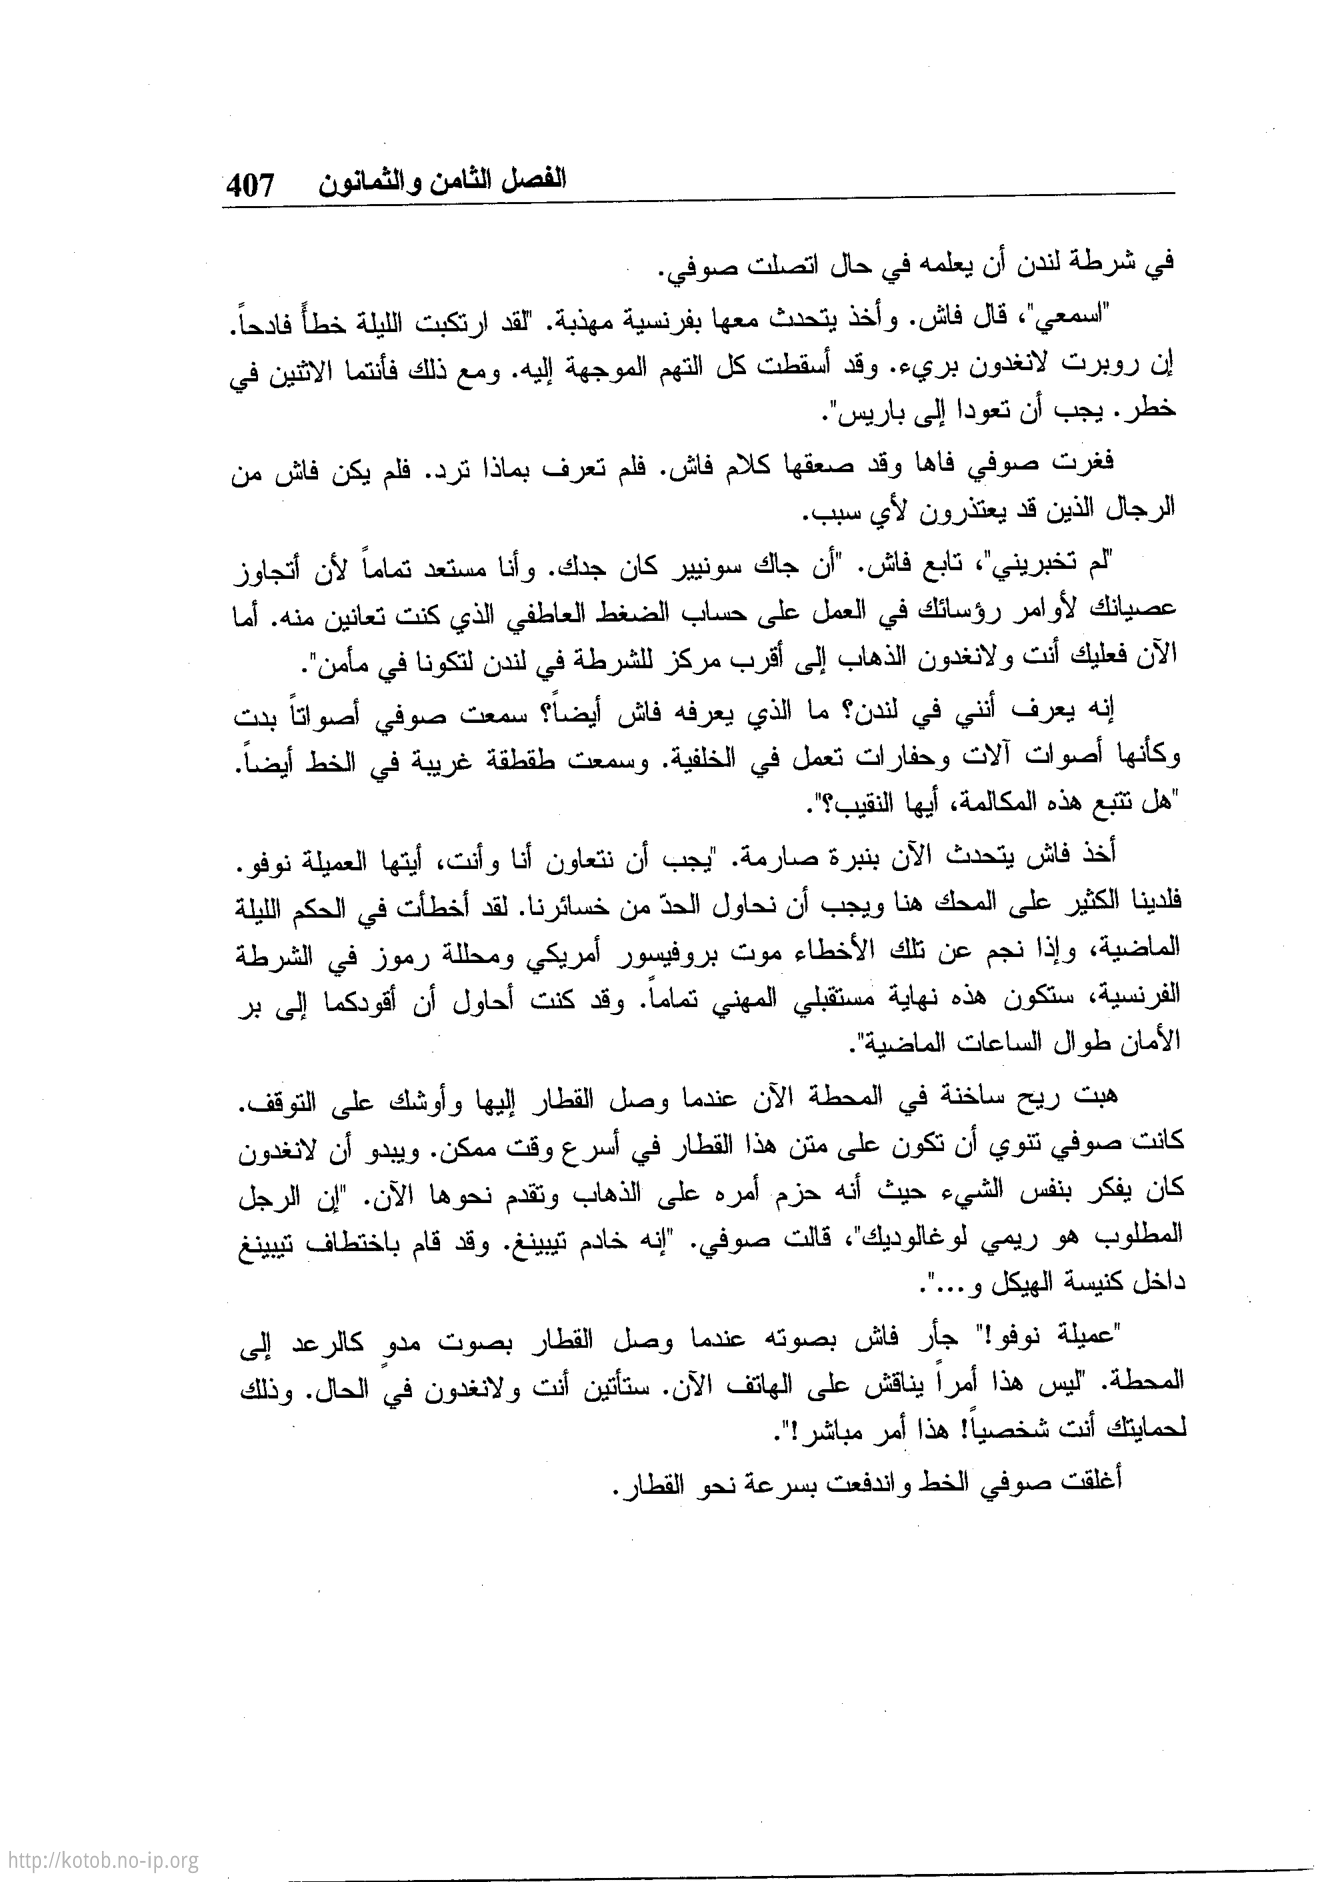 الفصل الثامن والثمانون 407
في شرطة لندن أن يعلمه في حال اتصلت صوفي.
"اسمعي"، قال فاش. وأخذ يتحدث معها بفرنسية مهذبة. "لقد ارتكبت الليلة خطأً فادحاً.
إن روبرت لانغدون بريء. وقد أسقطت كل التهم الموجهة إليه. ومع ذلك فأنتما الاثنين في
خطر. يجب أن تعودا إلى باريس".
فغرت صوفي فاها وقد صعقها كلام فاش. فلم تعرف بماذا ترد. فلم يكن فاش من
الرجال الذين قد يعتذرون لأي سبب.
"لم تخبريني"، تابع فاش. "أن جاك سونيير كان جدك. وأنا مستعد تماماً لأن أتجاوز
عصيانك لأوامر رؤسائك في العمل على حساب الضغط العاطفي الذي كنت تعانين منه. أما
الآن فعليك أنت ولانغدون الذهاب إلى أقرب مركز للشرطة في لندن لتكونا في مأمن".
إنه يعرف أنني في لندن؟ ما الذي يعرفه فاش أيضاً؟ سمعت صوفي أصواتاً بدت
وكأنها أصوات آلات وحفارات تعمل في الخلفية. وسمعت طقطقة غريبة في الخط أيضاً.
"هل تتبع هذه المكالمة، أيها النقيب؟".
أخذ فاش يتحدث الآن بنبرة صارمة. "يجب أن نتعاون أنا وأنت، أيتها العميلة نوفو.
فلدينا الكثير على المحك هنا ويجب أن نحاول الحدّ من خسائرنا. لقد أخطأت في الحكم الليلة
الماضية، وإذا نجم عن تلك الأخطاء موت بروفيسور أمريكي ومحللة رموز في الشرطة
الفرنسية، ستكون هذه نهاية مستقبلي المهني تماماً. وقد كنت أحاول أن أقودكما إلى بر
الأمان طوال الساعات الماضية".
هبت ريح ساخنة في المحطة الآن عندما وصل القطار إليها وأوشك على التوقف.
كانت صوفي تنوي أن تكون على متن هذا القطار في أسرع وقت ممكن. ويبدو أن لانغدون
كان يفكر بنفس الشيء حيث أنه حزم أمره على الذهاب وتقدم نحوها الآن. "إن الرجل
المطلوب هو ريمي لوغالوديك"، قالت صوفي. "إنه خادم تيبينغ. وقد قام باختطاف تيبينغ
داخل كنيسة الهيكل و...".
"عميلة نوفو!" جأر فاش بصوته عندما وصل القطار بصوت مدوٍ كالرعد إلى
المحطة. "ليس هذا أمراً يناقش على الهاتف الآن. ستأتين أنت ولانغدون في الحال. وذلك
لحمايتك أنت شخصياً! هذا أمر مباشر!".
أغلقت صوفي الخط واندفعت بسرعة نحو القطار.
http://kotob.no-ip.org